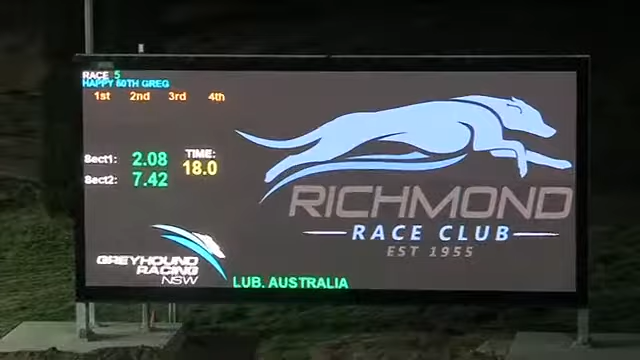 RACE 5
HAPPY 60TH GREG
1st 2nd 3rd 4th
Sect1: 2.08
Sect2: 7.42
TIME:
18.0
RICHMOND
RACE CLUB
EST 1955
GREYHOUND
RACING
NSW
LUB. AUSTRALIA